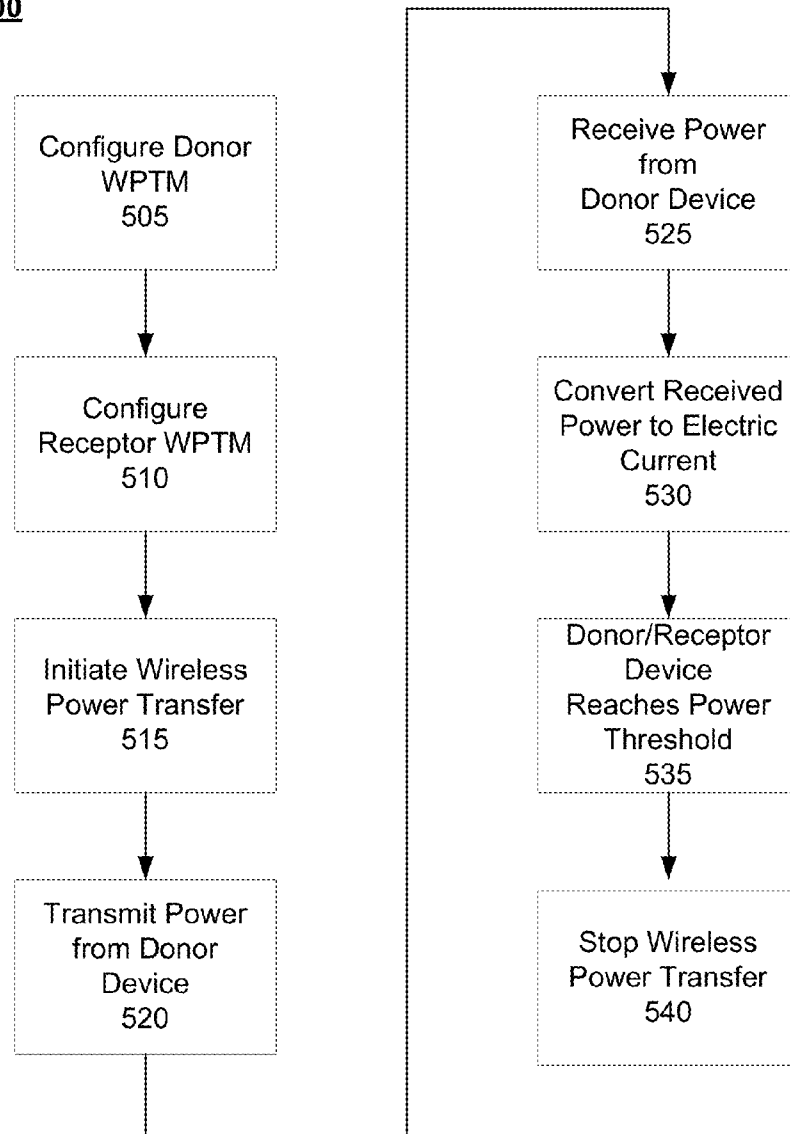 00
Configure Donor
WPTM
505
Configure
Receptor WPTM
510
Initiate Wireless
Power Transfer
515
Transmit Power
from Donor
Device
520
Receive Power
from
Donor Device
525
Convert Received
Power to Electric
Current
530
Donor/Receptor
Device
Reaches Power
Threshold
535
Stop Wireless
Power Transfer
540